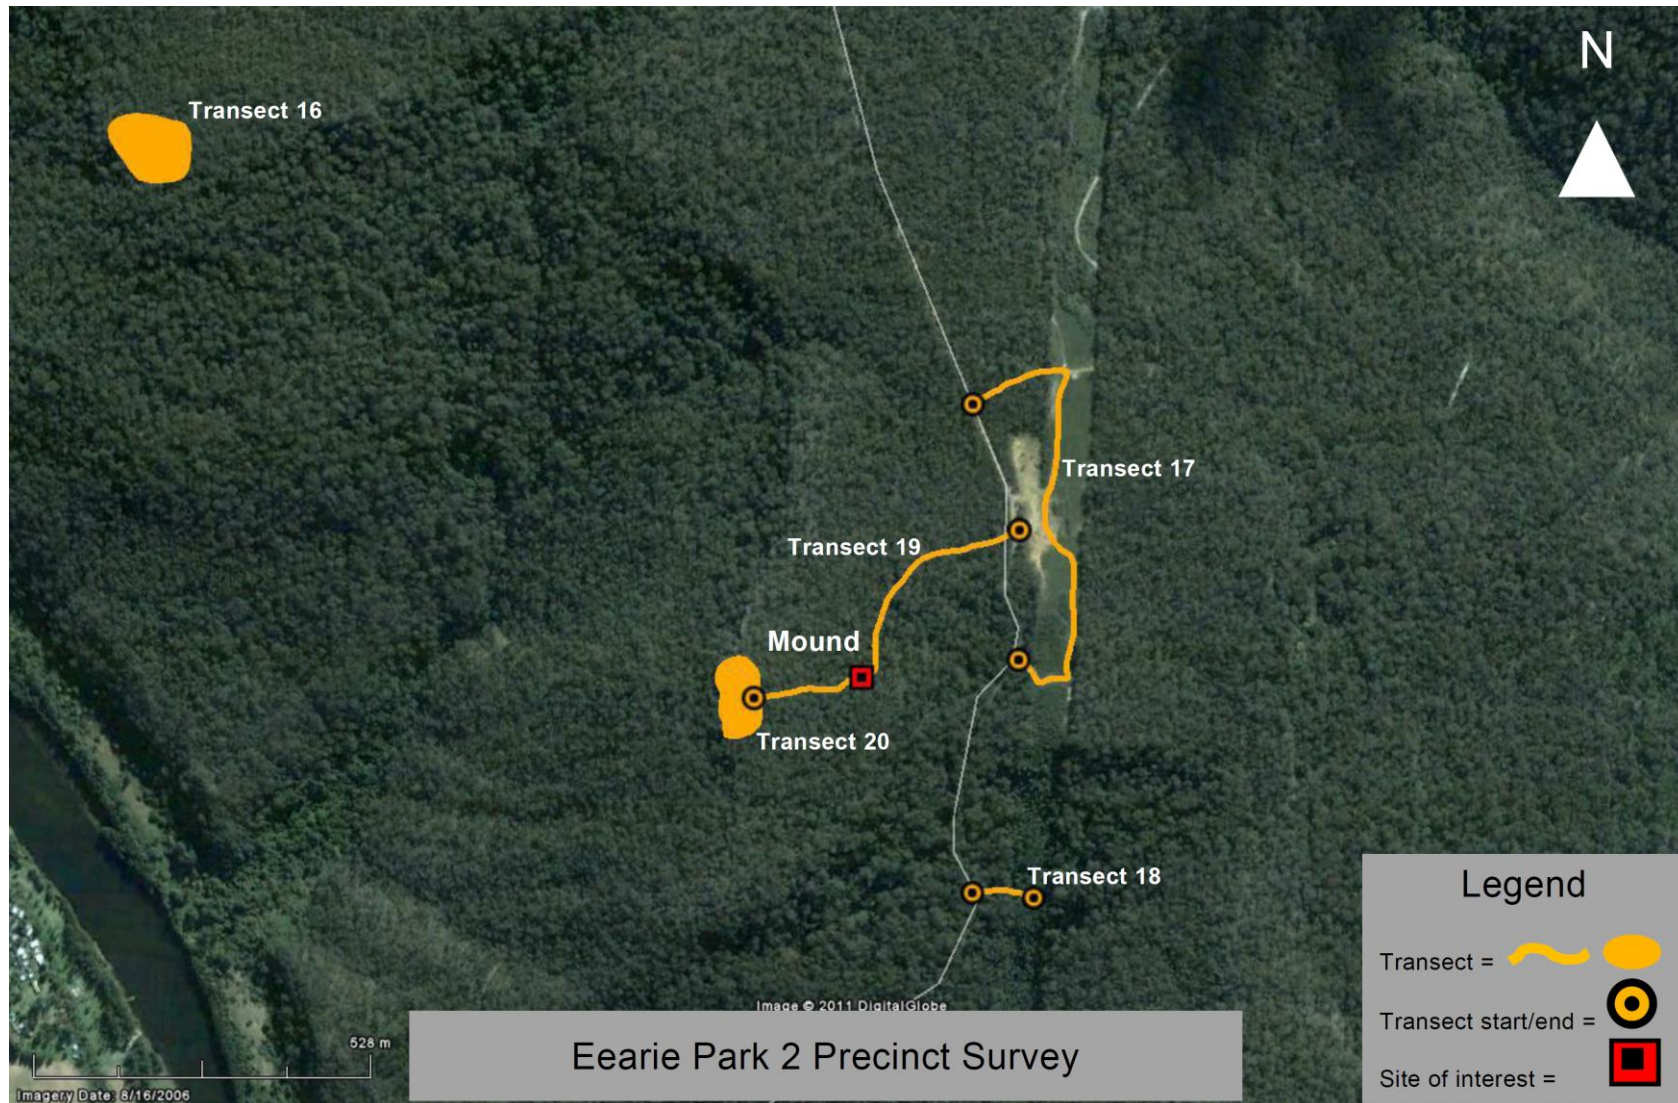 N
Transect 16
Transect 17
Transect 19
Mound
Transect 20
Transect 18
Legend
Transect =
Transect start/end =
Site of interest =
Image © 2011 DigitalGlobe
Eearie Park 2 Precinct Survey
528 m
Imagery Date: 8/16/2006